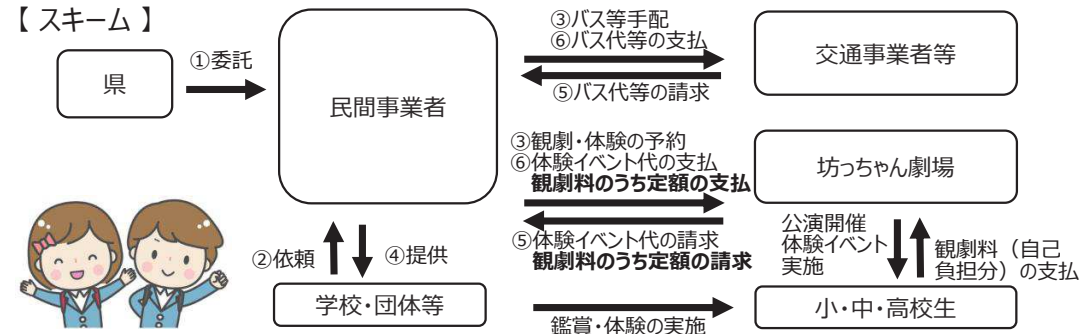 【 スキーム 】
県
①委託
民間事業者
③バス等手配
⑥バス代等の支払
⑤バス代等の請求
交通事業者等
③観劇・体験の予約
⑥体験イベント代の支払
観劇料のうち定額の支払
⑤体験イベント代の請求
観劇料のうち定額の請求
坊っちゃん劇場
②依頼
④提供
公演開催
体験イベント
実施
観劇料（自己
負担分）の支払
学校・団体等
鑑賞・体験の実施
小・中・高校生